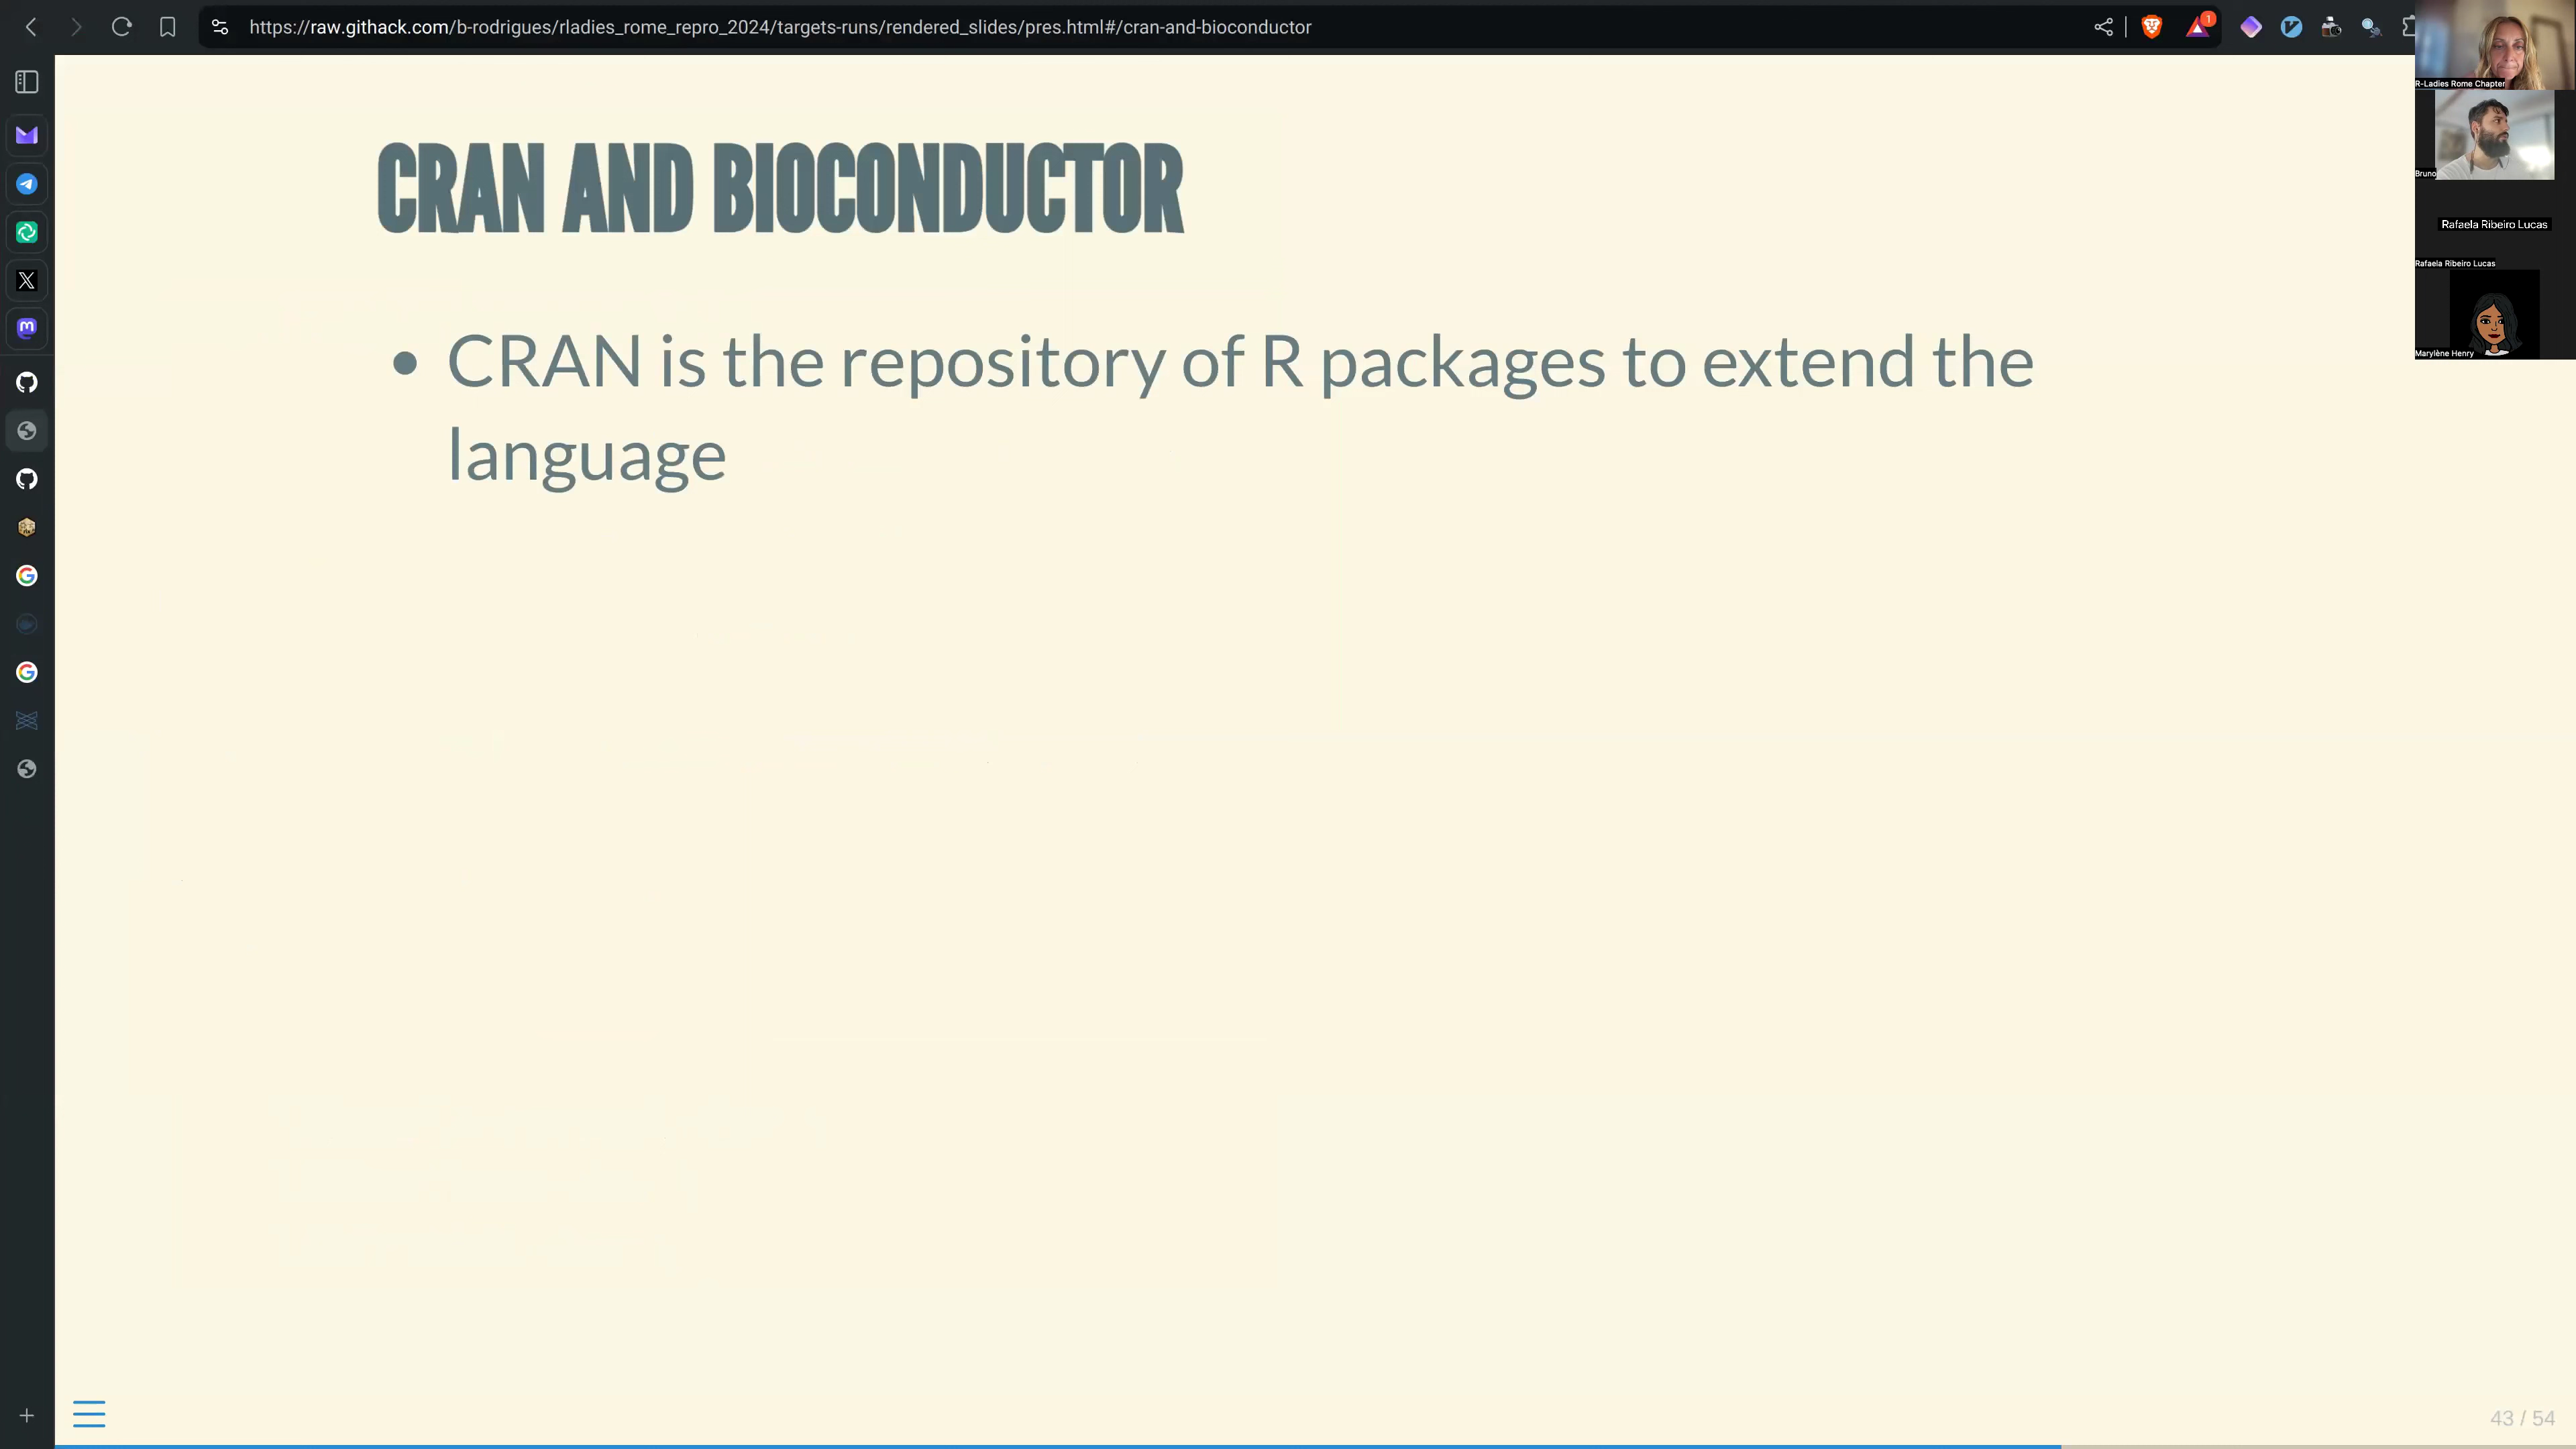 https://raw.githack.com/b-rodrigues/rladies_rome_repro_2024/targets-runs/rendered_slides/pres.html#/cran-and-bioconductor
1
R-Ladies Rome Chapter
Bruno
Rafaela Ribeiro Lucas
Rafaela Ribeiro Lucas
Marylène Henry
CRAN AND BIOCONDUCTOR
• CRAN is the repository of R packages to extend the
language
43 / 54